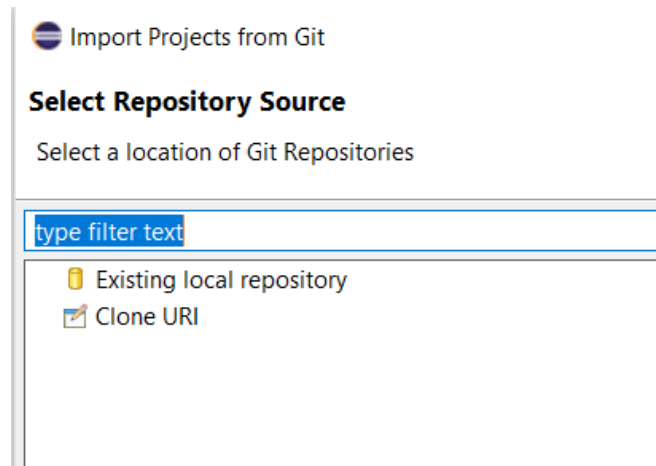 Import Projects from Git
Select Repository Source
Select a location of Git Repositories
type filter text
Existing local repository
Clone URI